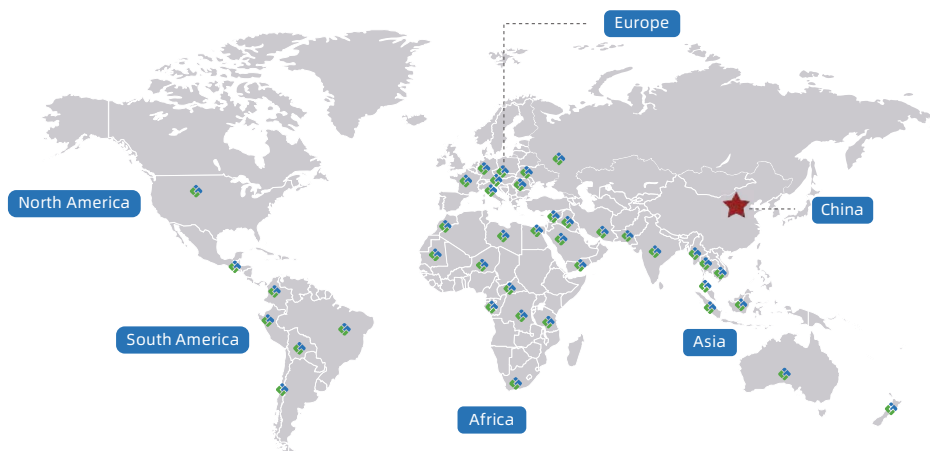 Europe
North America
China
South America
Asia
Africa